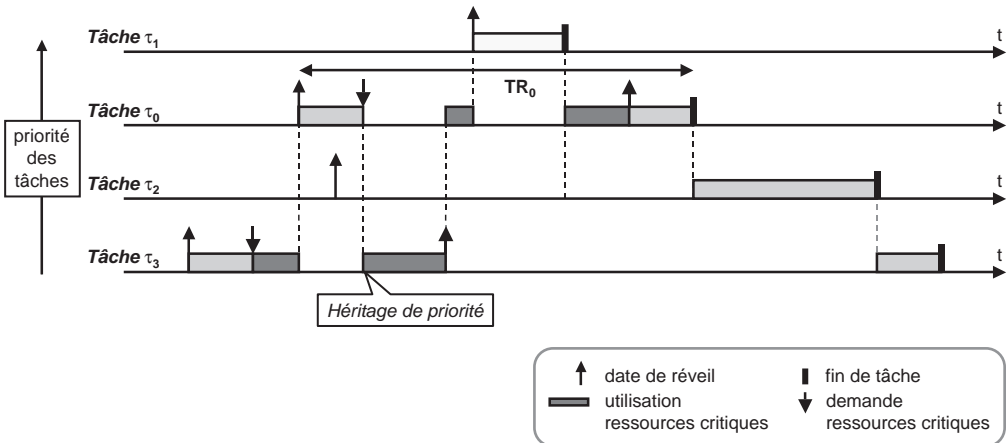 Tâche τ1
t
TR0
Tâche τ0
t
priorité
des
tâches
Tâche τ2
t
Tâche τ3
t
Héritage de priorité
date de réveil
fin de tâche
utilisation
ressources critiques
demande
ressources critiques